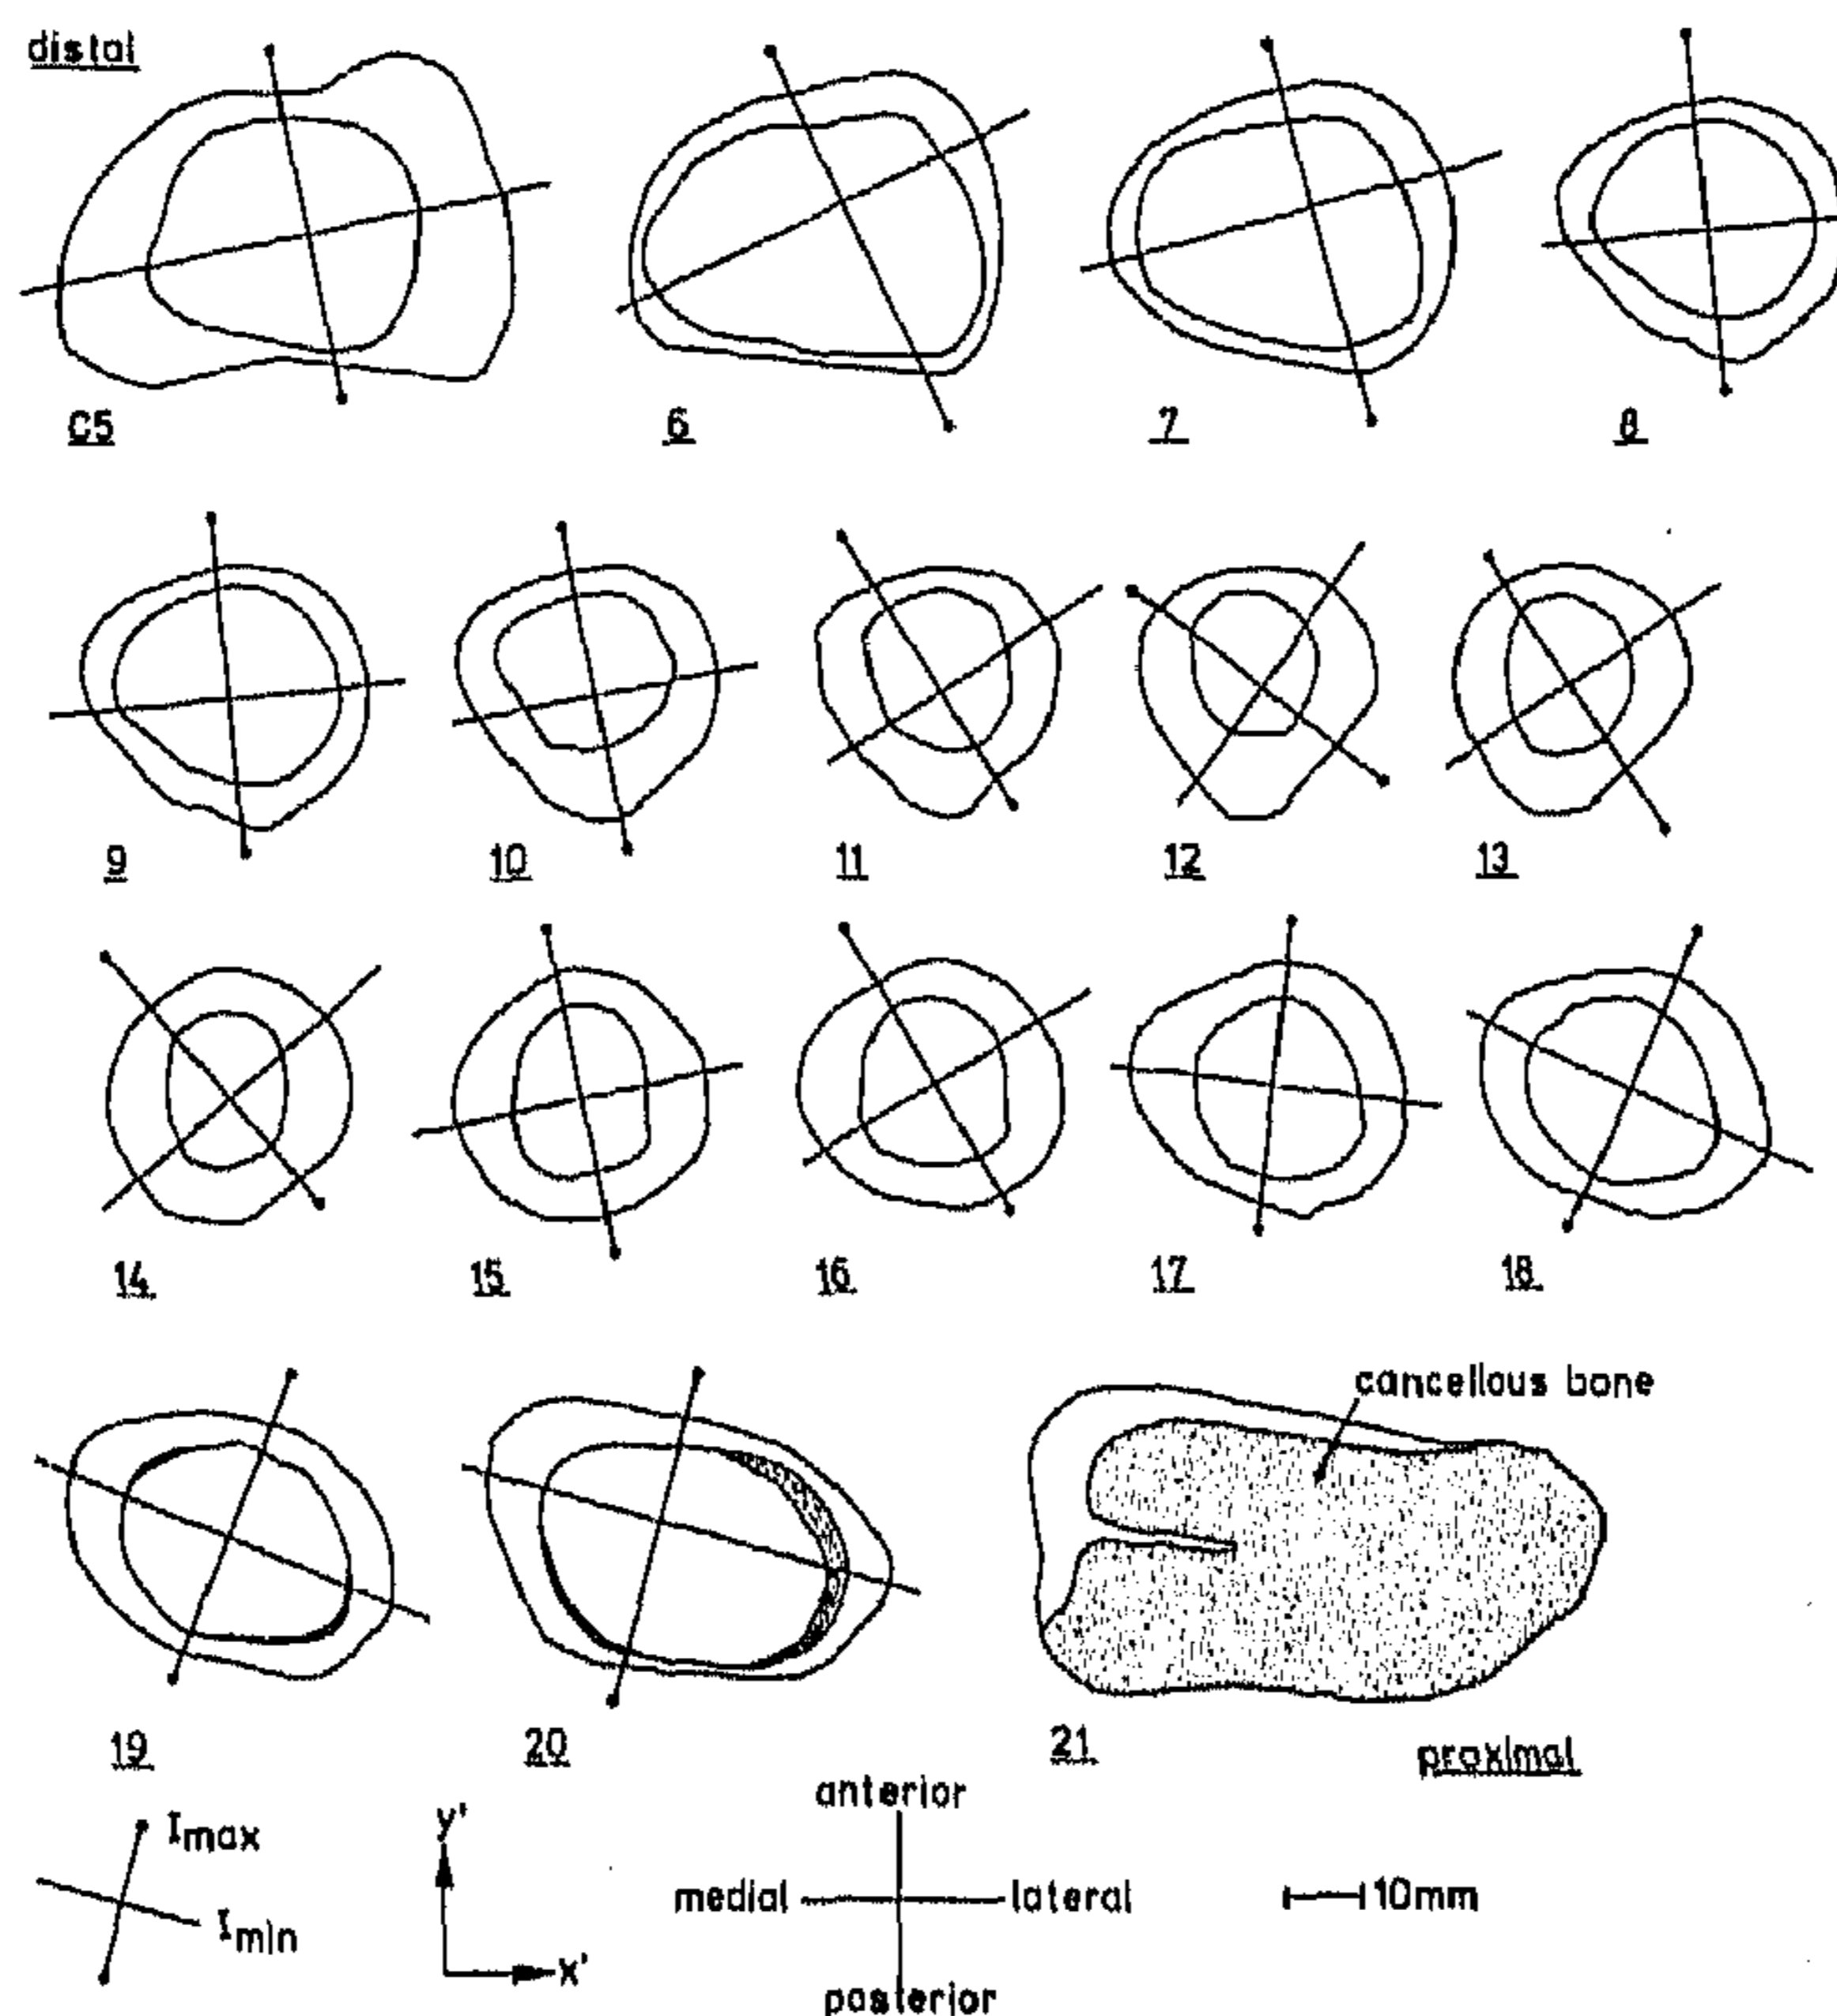 distal
C5 6 7 8
9 10 11 12 13
14 15 16 17 18
cancellous bone
19 20 21 proximal
Imax
Imin
y'
x'
anterior
medial lateral
posterior
10mm